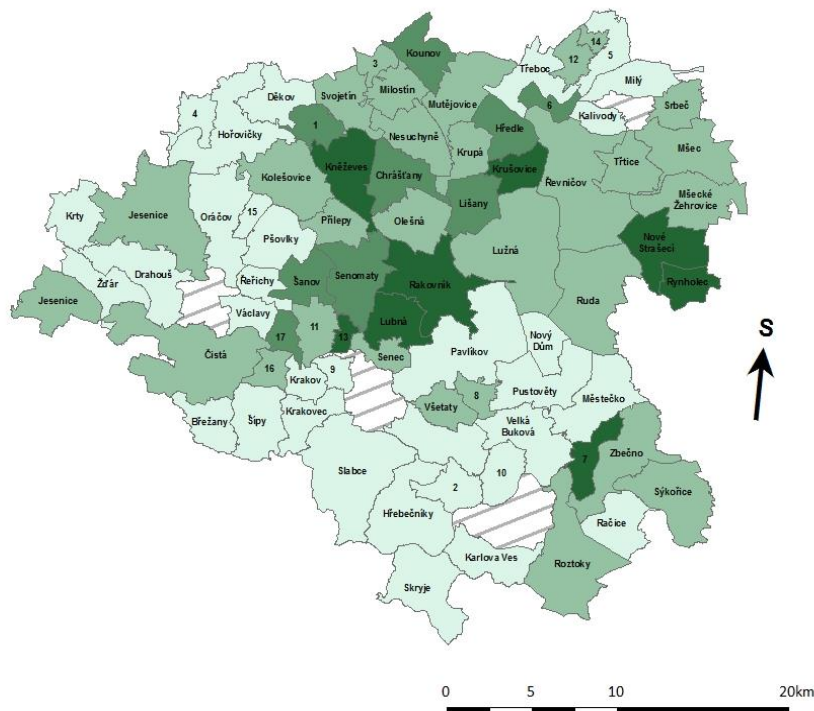 Kounov
14
12
5
3
Třeboc
Milý
Děkov
Svojetín
Milostín
Mutějovice
6
Srbeč
4
Hořovičky
1
Kalivody
Nesuchyně
Hředle
Krupá
Mšec
Kněževes
Chrášťany
Krušovice
Řevničov
Třtice
Kolešovice
Jesenice
Lišany
Mšecké
Žehrovice
Krty
Oráčov
15
Přílepy
Olešná
Pšovlky
Lužná
Nové
Strašecí
Drahouš
Žďár
Řeřichy
Šanov
Senomaty
Rakovník
Rynholec
Jesenice
Ruda
Václavy
Lubná
17
11
13
S
Čistá
Senec
Pavlíkov
Nový
Dům
16
Krakov
9
Pustověty
Městečko
8
Všetaty
Břežany
Šípy
Krakovec
Velká
Buková
Zbečno
7
Slabce
10
2
Sýkořice
Hřebečníky
Račice
Karlova Ves
Roztoky
Skryje
0 5 10 20km